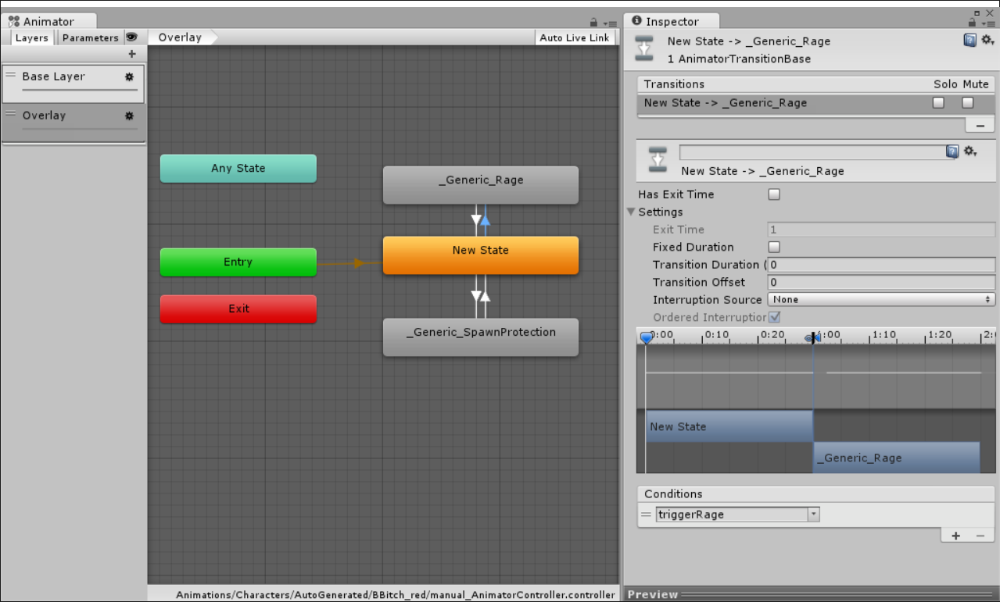 Animator
Layers
Parameters
Overlay
Auto Live Link
+
Base Layer
Overlay
Any State
Entry
Exit
_Generic_Rage
New State
_Generic_SpawnProtection
Animations/Characters/AutoGenerated/BBitch_red/manual_AnimatorController.controller
Inspector
New State -> _Generic_Rage
1 AnimatorTransitionBase
Transitions Solo Mute
New State -> _Generic_Rage
New State -> _Generic_Rage
Has Exit Time
Settings
Exit Time 1
Fixed Duration
Transition Duration ( 0
Transition Offset 0
Interruption Source None
Ordered Interruption
0:00 0:10 0:20 1:00 1:10 1:20 2:
New State
_Generic_Rage
Conditions
triggerRage
+ −
Preview